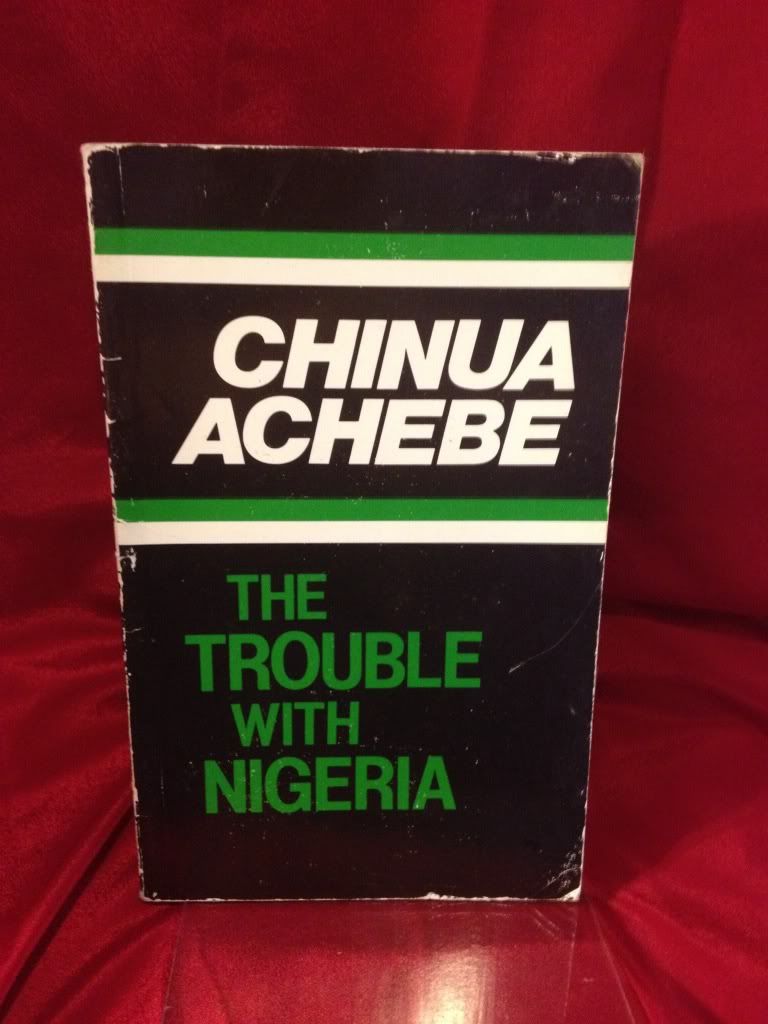 CHINUA
ACHEBE
THE
TROUBLE
WITH
NIGERIA